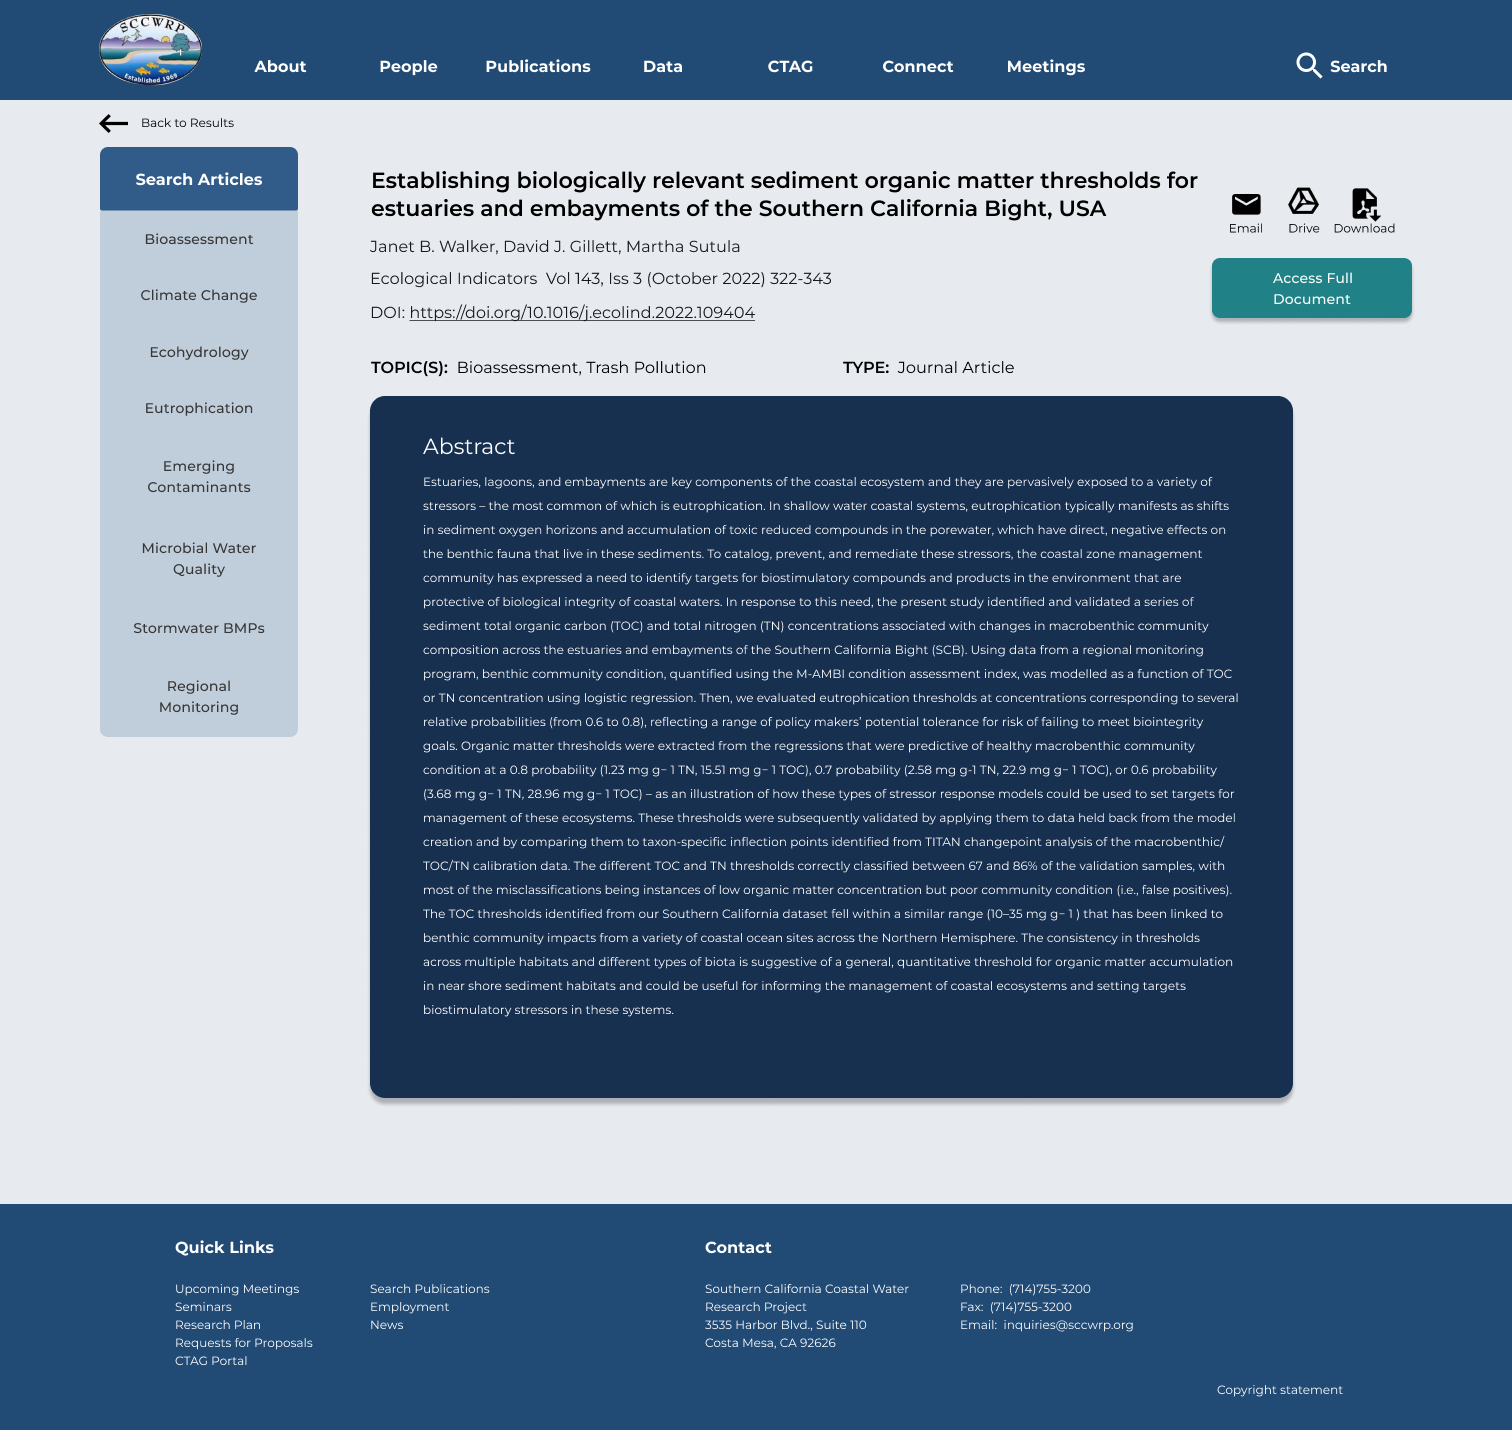 SCCWRP
Established 1969
About People Publications Data CTAG Connect Meetings Search
Back to Results
Search Articles
Bioassessment
Climate Change
Ecohydrology
Eutrophication
Emerging
Contaminants
Microbial Water
Quality
Stormwater BMPs
Regional
Monitoring
Establishing biologically relevant sediment organic matter thresholds for
estuaries and embayments of the Southern California Bight, USA
Janet B. Walker, David J. Gillett, Martha Sutula
Ecological Indicators  Vol 143, Iss 3 (October 2022) 322-343
DOI: https://doi.org/10.1016/j.ecolind.2022.109404
Email Drive Download
Access Full
Document
TOPIC(S):  Bioassessment, Trash Pollution
TYPE:  Journal Article
Abstract
Estuaries, lagoons, and embayments are key components of the coastal ecosystem and they are pervasively exposed to a variety of
stressors – the most common of which is eutrophication. In shallow water coastal systems, eutrophication typically manifests as shifts
in sediment oxygen horizons and accumulation of toxic reduced compounds in the porewater, which have direct, negative effects on
the benthic fauna that live in these sediments. To catalog, prevent, and remediate these stressors, the coastal zone management
community has expressed a need to identify targets for biostimulatory compounds and products in the environment that are
protective of biological integrity of coastal waters. In response to this need, the present study identified and validated a series of
sediment total organic carbon (TOC) and total nitrogen (TN) concentrations associated with changes in macrobenthic community
composition across the estuaries and embayments of the Southern California Bight (SCB). Using data from a regional monitoring
program, benthic community condition, quantified using the M-AMBI condition assessment index, was modelled as a function of TOC
or TN concentration using logistic regression. Then, we evaluated eutrophication thresholds at concentrations corresponding to several
relative probabilities (from 0.6 to 0.8), reflecting a range of policy makers’ potential tolerance for risk of failing to meet biointegrity
goals. Organic matter thresholds were extracted from the regressions that were predictive of healthy macrobenthic community
condition at a 0.8 probability (1.23 mg g− 1 TN, 15.51 mg g− 1 TOC), 0.7 probability (2.58 mg g-1 TN, 22.9 mg g− 1 TOC), or 0.6 probability
(3.68 mg g− 1 TN, 28.96 mg g− 1 TOC) – as an illustration of how these types of stressor response models could be used to set targets for
management of these ecosystems. These thresholds were subsequently validated by applying them to data held back from the model
creation and by comparing them to taxon-specific inflection points identified from TITAN changepoint analysis of the macrobenthic/
TOC/TN calibration data. The different TOC and TN thresholds correctly classified between 67 and 86% of the validation samples, with
most of the misclassifications being instances of low organic matter concentration but poor community condition (i.e., false positives).
The TOC thresholds identified from our Southern California dataset fell within a similar range (10–35 mg g− 1 ) that has been linked to
benthic community impacts from a variety of coastal ocean sites across the Northern Hemisphere. The consistency in thresholds
across multiple habitats and different types of biota is suggestive of a general, quantitative threshold for organic matter accumulation
in near shore sediment habitats and could be useful for informing the management of coastal ecosystems and setting targets
biostimulatory stressors in these systems.
Quick Links
Upcoming Meetings
Seminars
Research Plan
Requests for Proposals
CTAG Portal
Search Publications
Employment
News
Contact
Southern California Coastal Water
Research Project
3535 Harbor Blvd., Suite 110
Costa Mesa, CA 92626
Phone:  (714)755-3200
Fax:  (714)755-3200
Email:  inquiries@sccwrp.org
Copyright statement